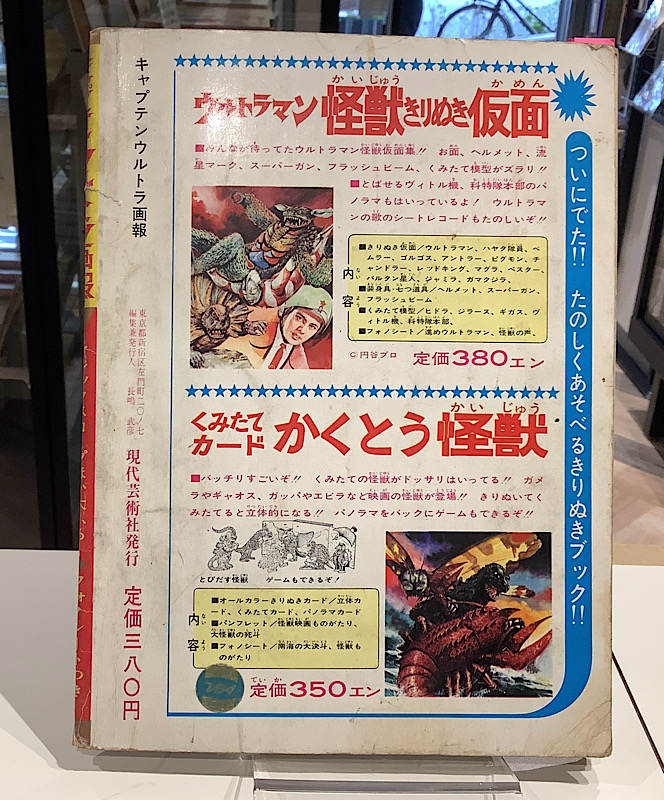 キャプテンウルトラ画報
東京都新宿区左門町二〇ノ七
編集兼発行人　長嶋　武彦
現代芸術社発行
定価三八〇円
ついにでた!!　たのしくあそべるきりぬきブック!!
ウルトラマン怪獣きりぬき仮面
■みんなが待ってたウルトラマン怪獣仮面集!!　お面、ヘルメット、流
星マーク、スーパーガン、フラッシュビーム、くみたて模型がズラリ!!
■とばせるヴィトル機、科特隊本部のパ
ノラマもはいっているよ!　ウルトラマ
ンの歌のシートレコードもたのしいぞ!!
内容
■きりぬき仮面／ウルトラマン、ハヤタ隊員、ベ
ムラー、ゴルゴス、アントラー、ピグモン、チ
ャンドラー、レッドキング、マグラ、ペスター、
バルタン星人、ジャミラ、ガマクジラ、
■装身具・七つ道具／ヘルメット、スーパーガン、
フラッシュビーム
■くみたて模型／ヒドラ、ジラース、ギガス、ヴ
ィトル機、科特隊本部、
■フォノシート／進めウルトラマン、怪獣の声、
©円谷プロ　定価380エン
くみたて
カード
かくとう怪獣
■バッチリすごいぞ!!　くみたての怪獣がドッサリはいってる!!　ガメ
ラやギャオス、ガッパやエビラなど映画の怪獣が登場!!　きりぬいてく
みたてると立体的になる!!　パノラマをバックにゲームもできるぞ!!
とびだす怪獣　ゲームもできるぞ!
内容
■オールカラーきりぬきカード／立体カ
ード、くみたてカード、パノラマカード
■パンフレット／怪獣映画ものがたり、
大怪獣の死斗
■フォノシート／南海の大決斗、怪獣も
のがたり
定価350エン